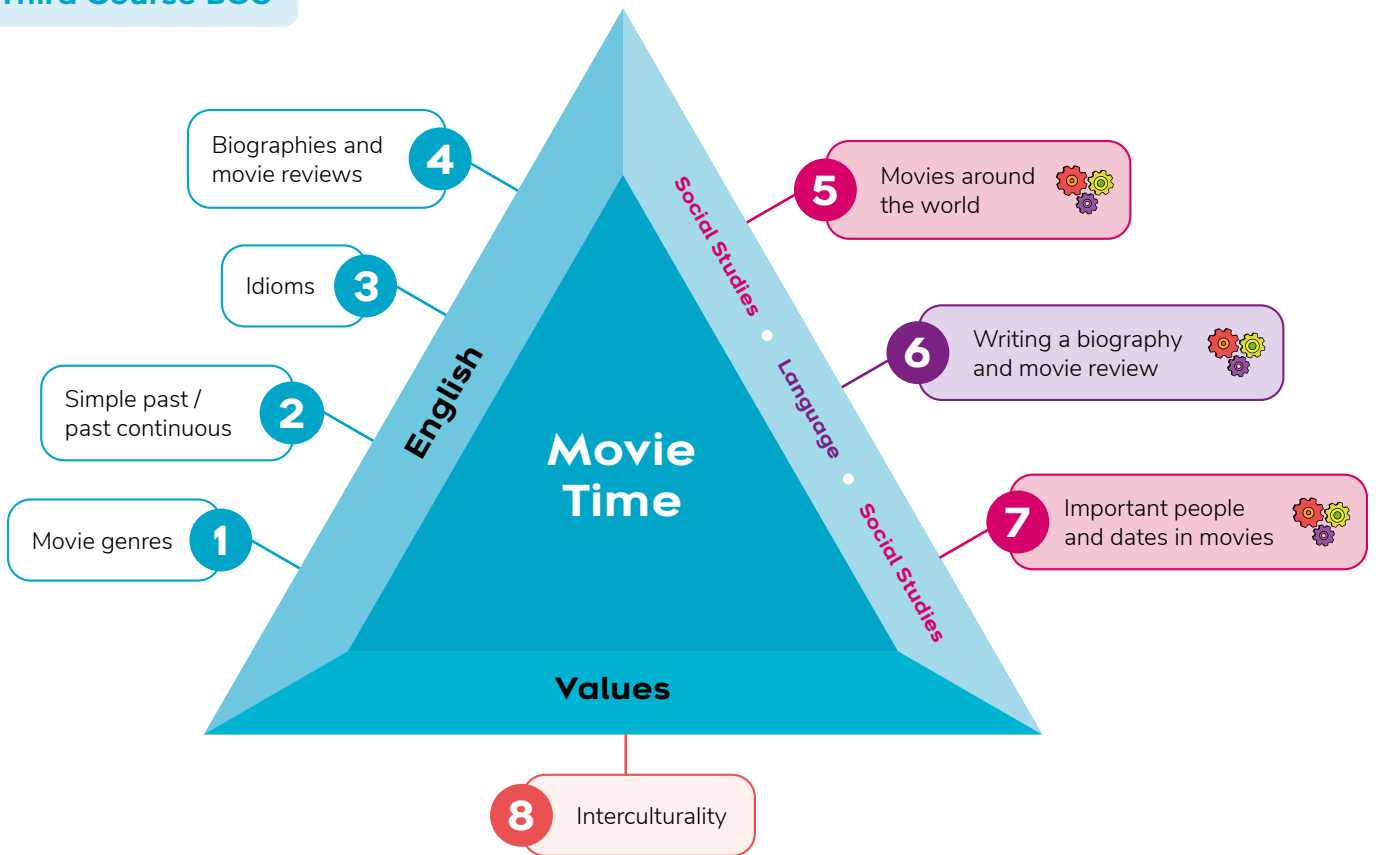 4
Biographies and
movie reviews
3
Idioms
2
Simple past /
past continuous
1
Movie genres
English
Movie
Time
Values
Social Studies • Language • Social Studies
5
Movies around
the world
6
Writing a biography
and movie review
7
Important people
and dates in movies
8
Interculturality